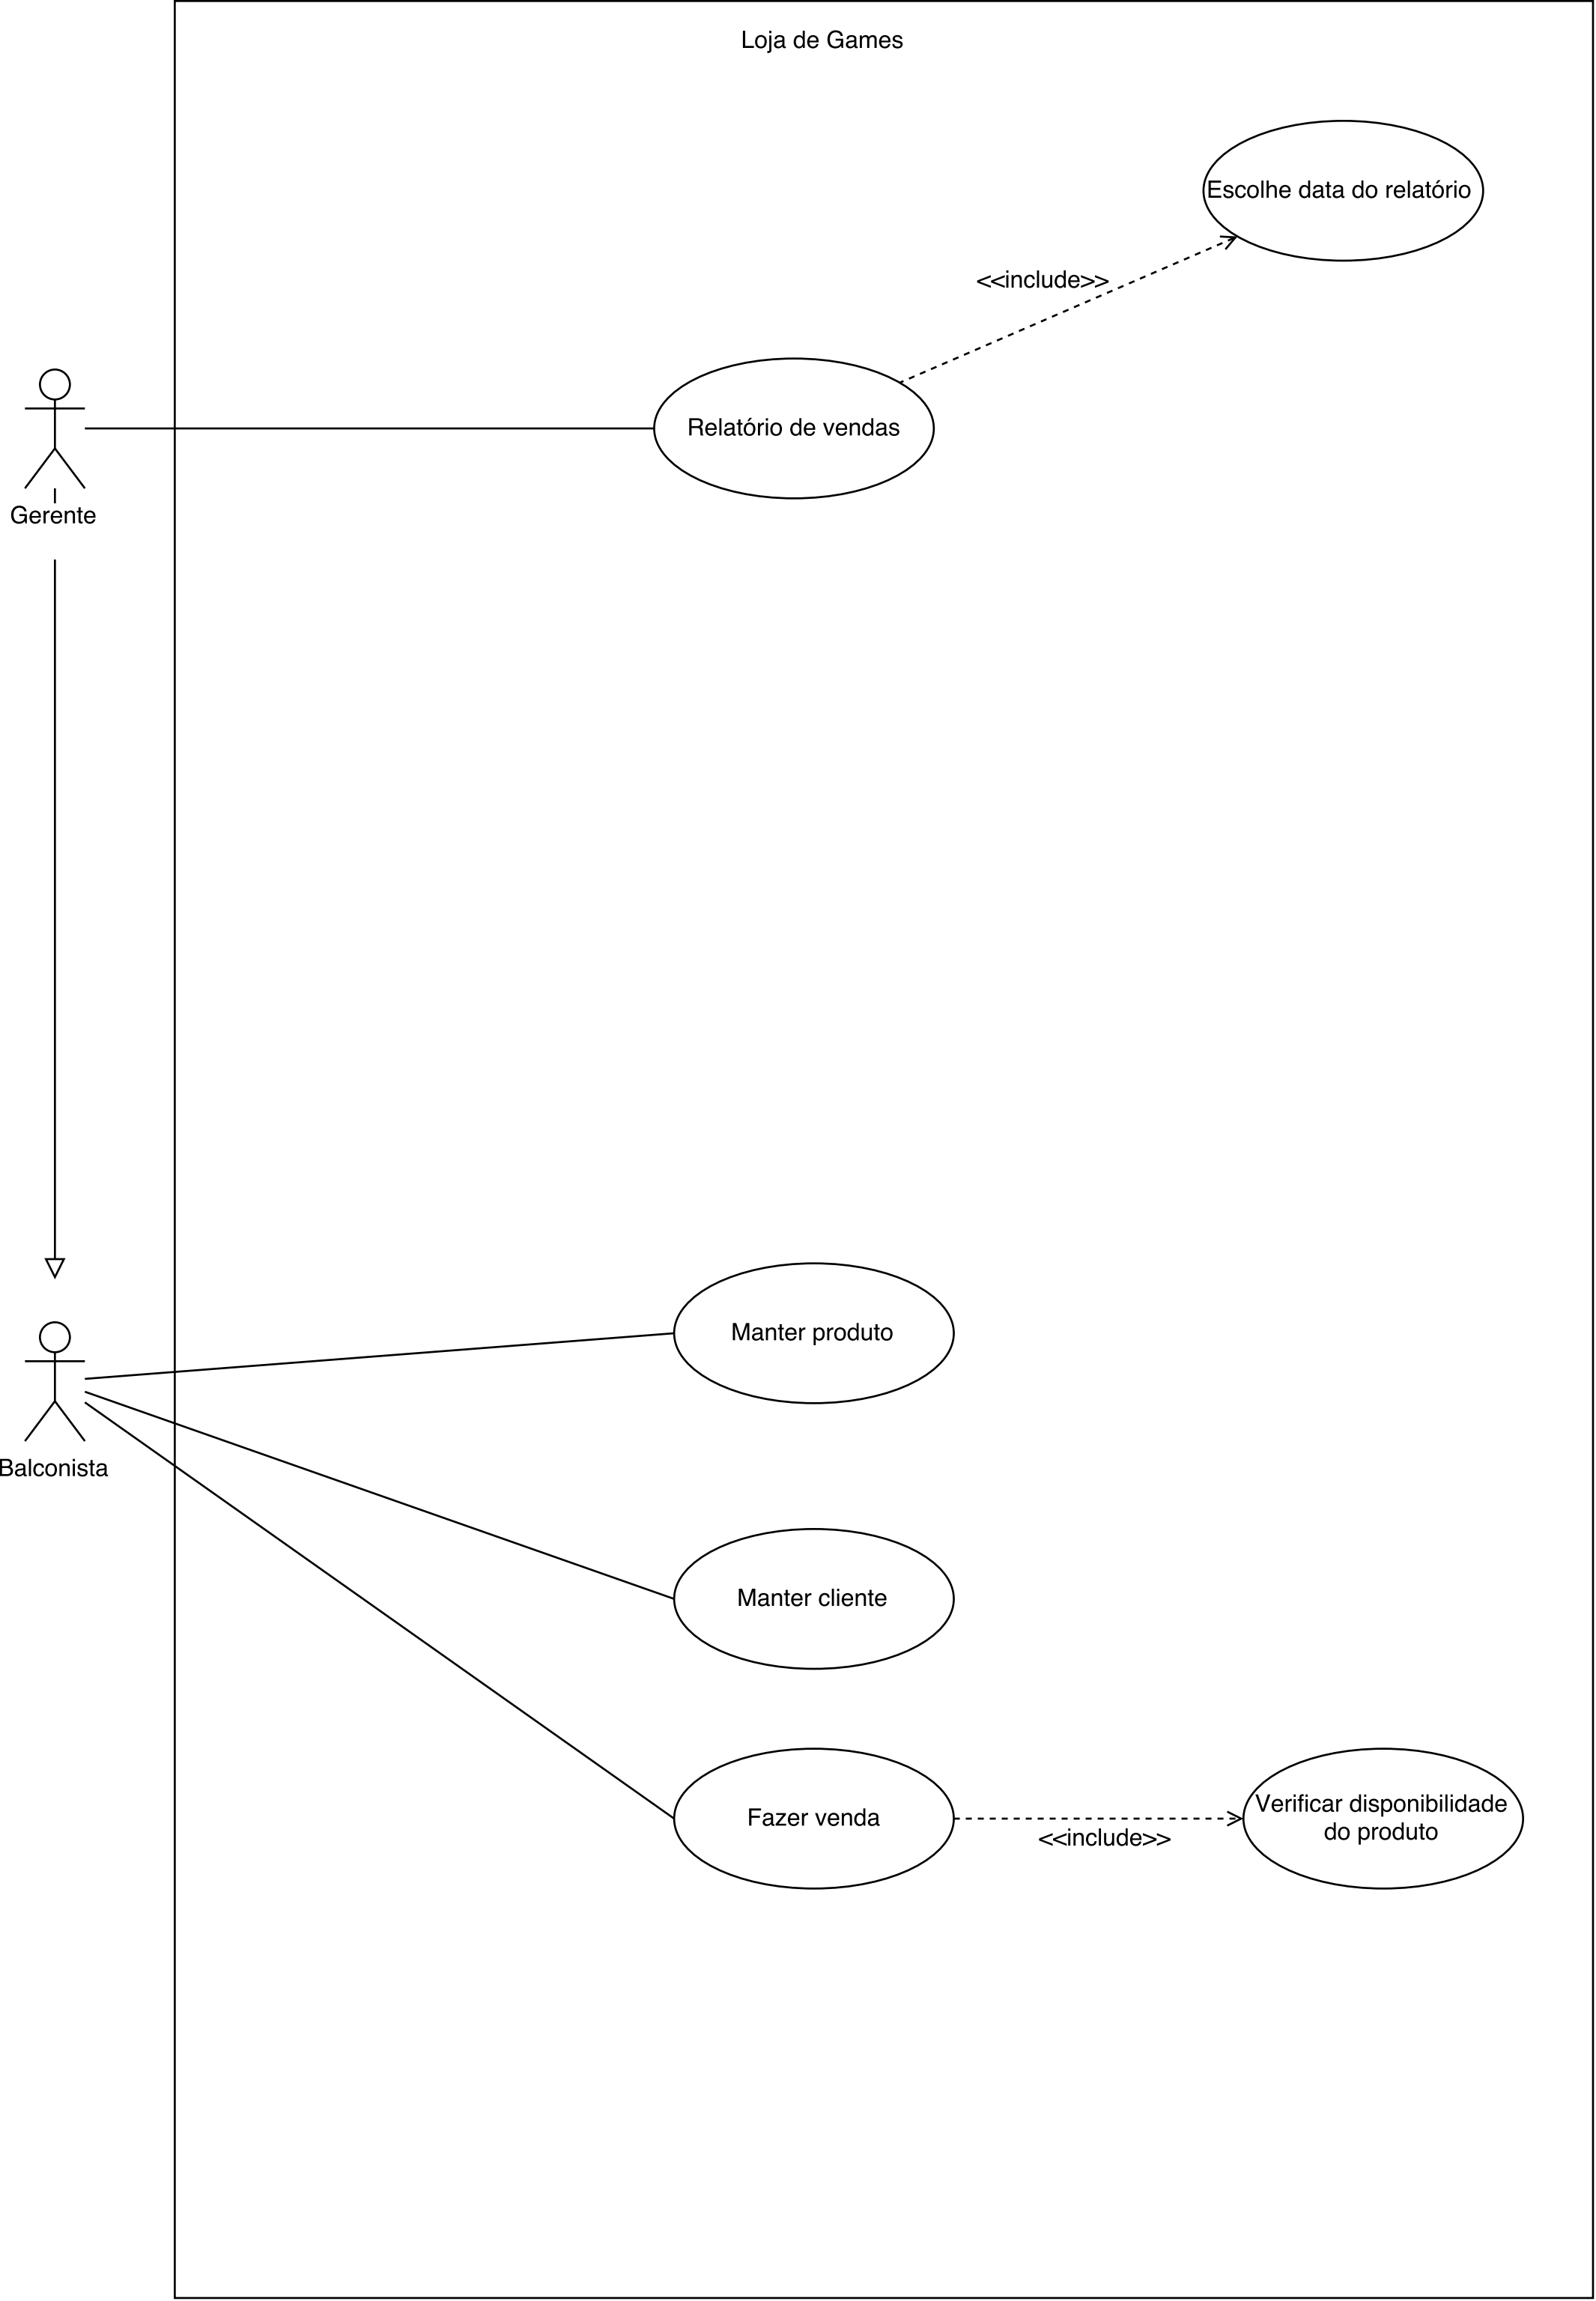 Loja de Games
Escolhe data do relatório
<<include>>
Relatório de vendas
Gerente
Manter produto
Balconista
Manter cliente
Fazer venda
Verificar disponibilidade
do produto
<<include>>